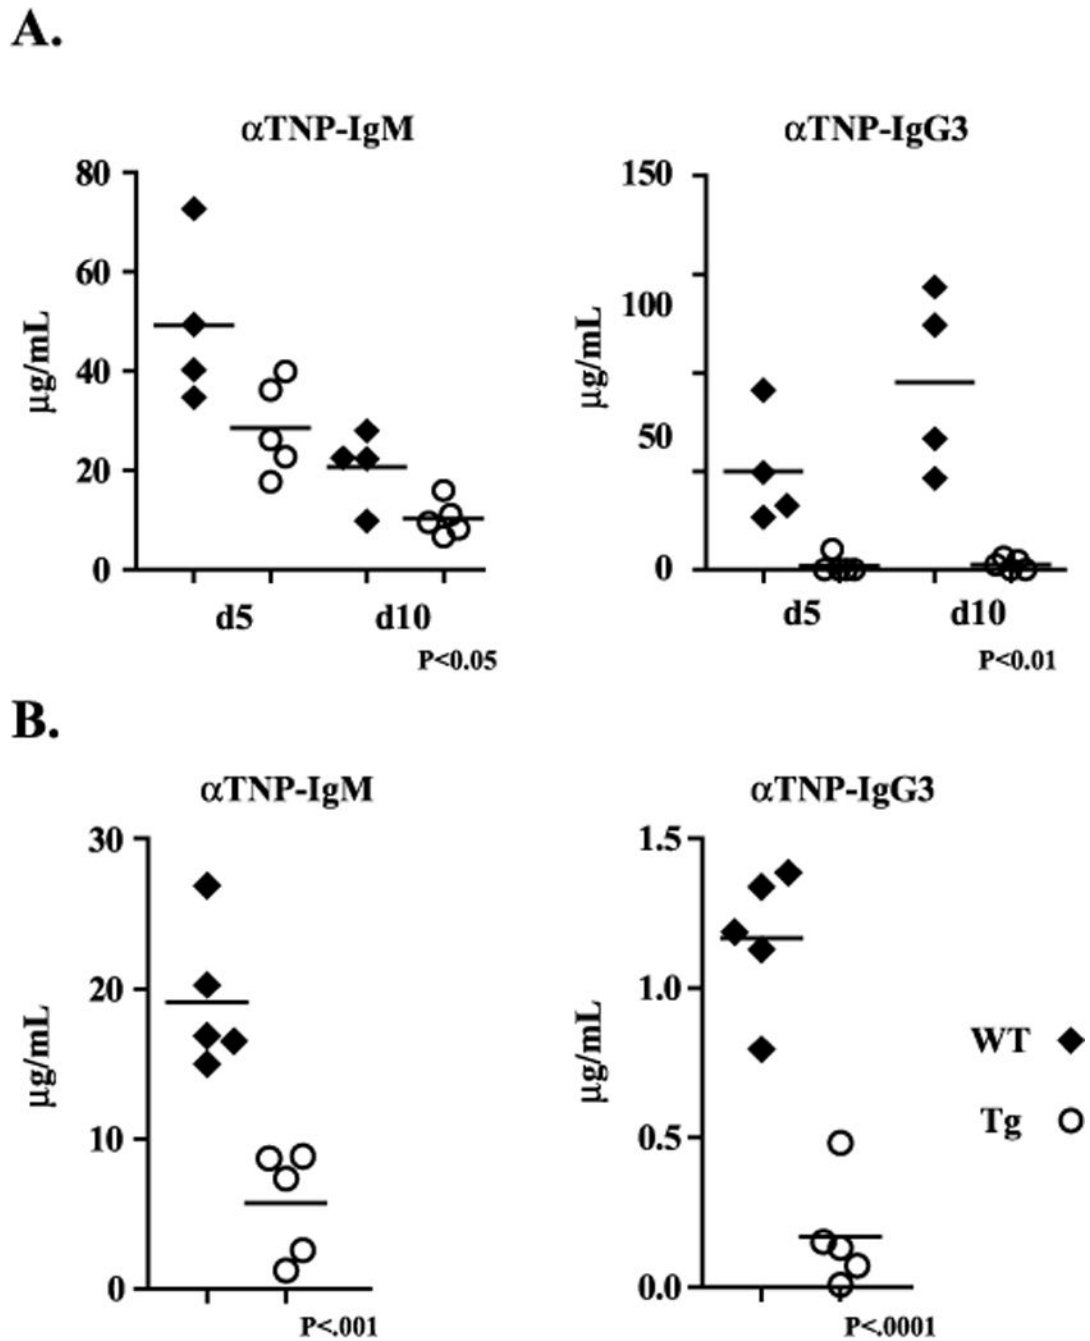 A.
αTNP-IgM
80
60
40
20
0
μg/mL
d5 d10
P<0.05
αTNP-IgG3
150
100
50
0
μg/mL
d5 d10
P<0.01
B.
αTNP-IgM
30
20
10
0
μg/mL
P<.001
αTNP-IgG3
1.5
1.0
0.5
0.0
μg/mL
P<.0001
WT
Tg